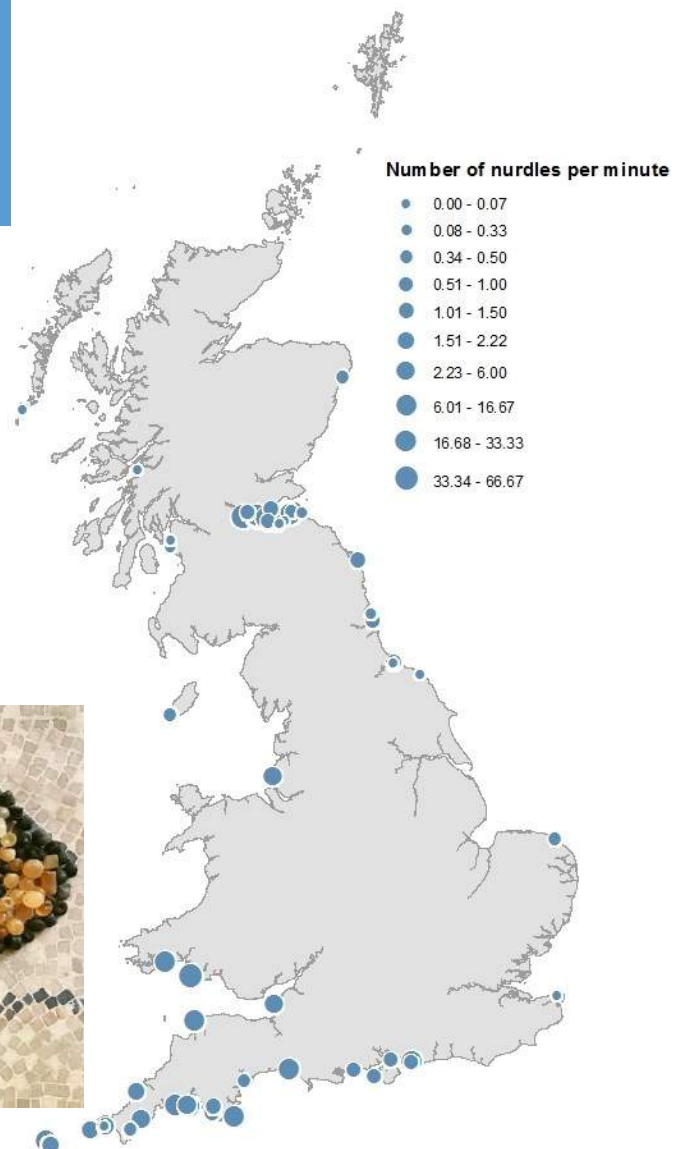 Number of nurdles per minute
0.00 - 0.07
0.08 - 0.33
0.34 - 0.50
0.51 - 1.00
1.01 - 1.50
1.51 - 2.22
2.23 - 6.00
6.01 - 16.67
16.68 - 33.33
33.34 - 66.67